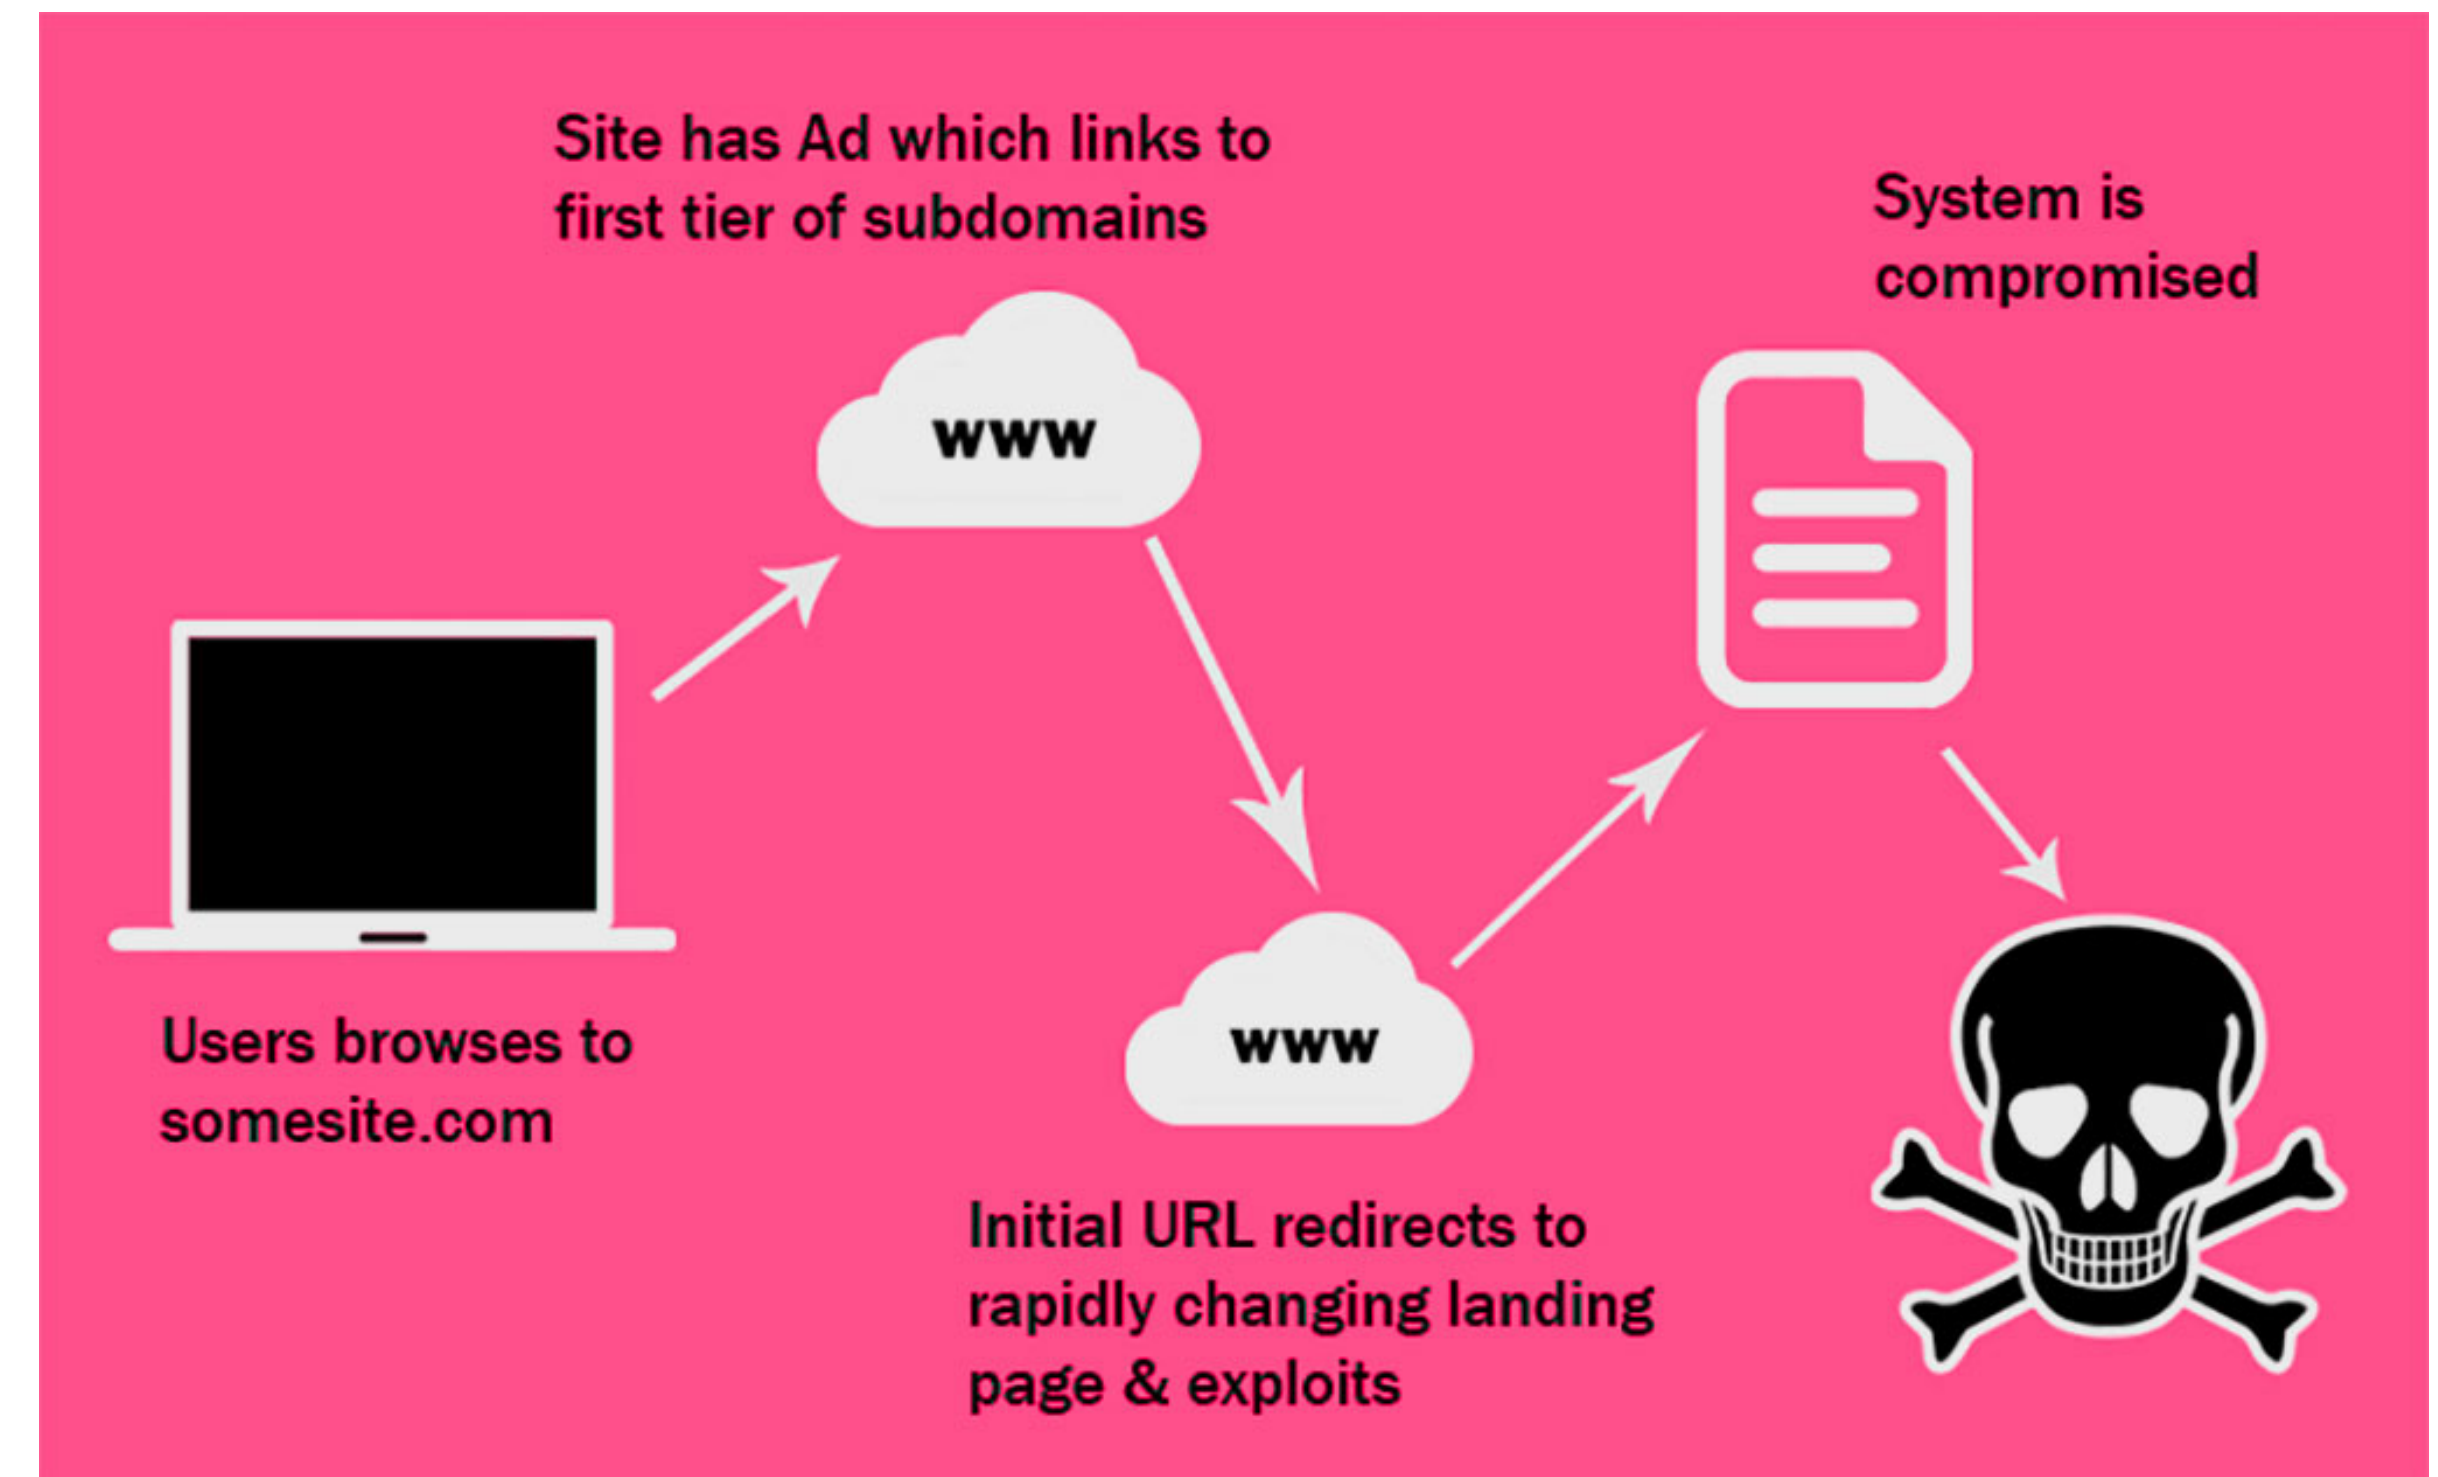 Site has Ad which links to
first tier of subdomains
System is
compromised
www
Users browses to
somesite.com
www
Initial URL redirects to
rapidly changing landing
page & exploits